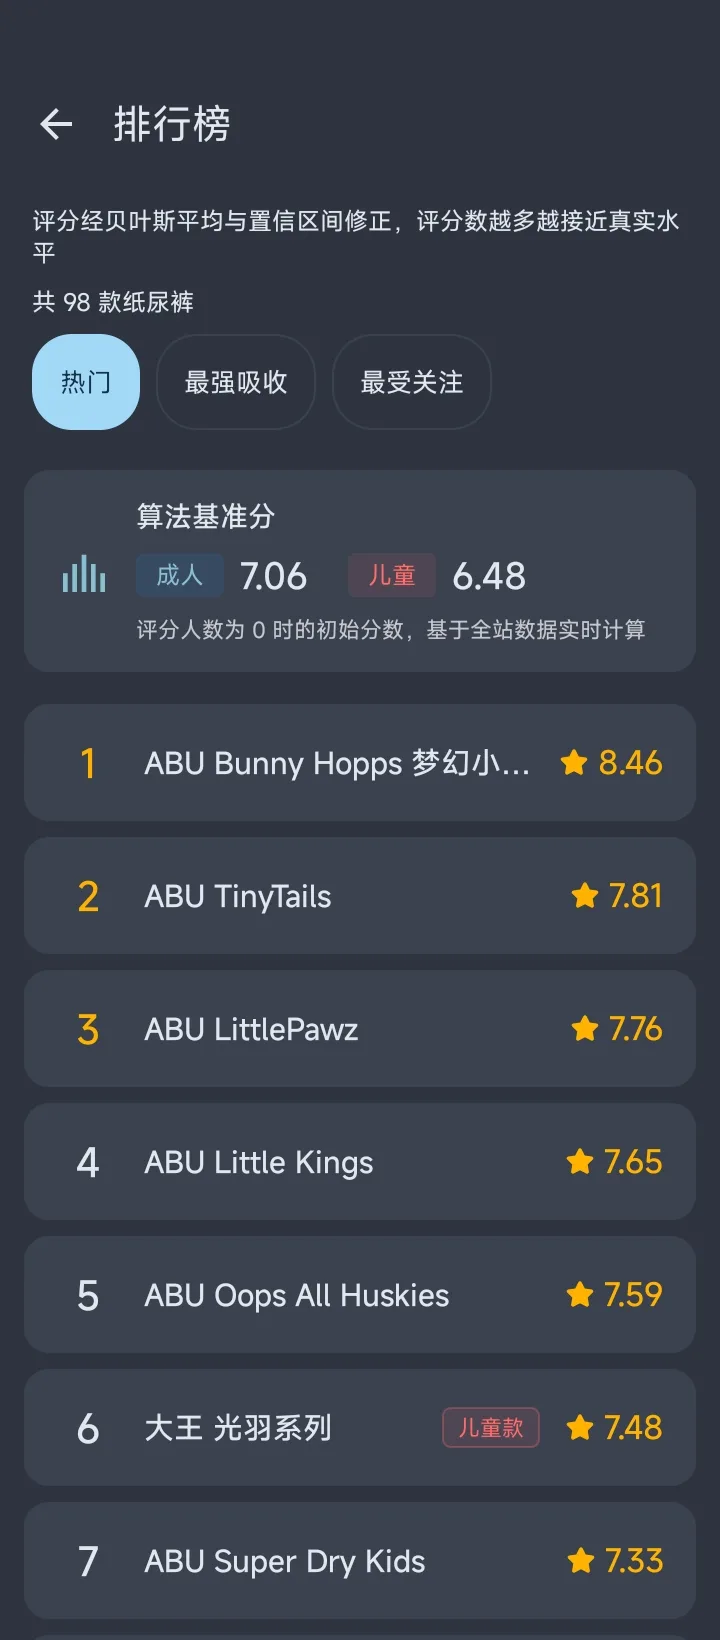 排行榜
评分经贝叶斯平均与置信区间修正，评分数越多越接近真实水
平
共 98 款纸尿裤
热门
最强吸收
最受关注
算法基准分
成人 7.06 儿童 6.48
评分人数为 0 时的初始分数，基于全站数据实时计算
1 ABU Bunny Hopps 梦幻小... 8.46
2 ABU TinyTails 7.81
3 ABU LittlePawz 7.76
4 ABU Little Kings 7.65
5 ABU Oops All Huskies 7.59
6 大王 光羽系列 儿童款 7.48
7 ABU Super Dry Kids 7.33